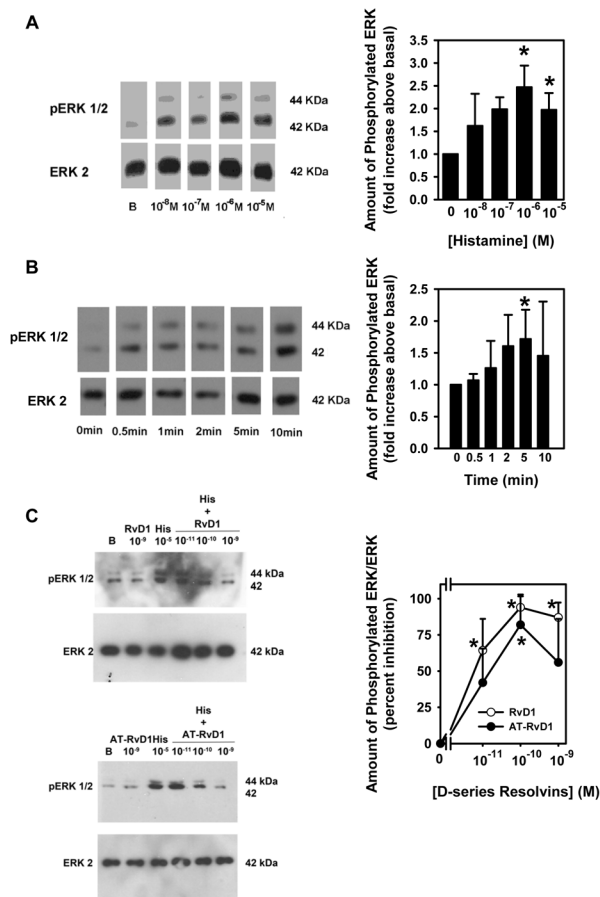 A
pERK 1/2
44 KDa
42 KDa
ERK 2
42 KDa
B
10-8M
10-7M
10-6M
10-5M
Amount of Phosphorylated ERK
(fold increase above basal)
3.5
3.0
2.5
2.0
1.5
1.0
0.5
0.0
*
*
0
10-8
10-7
10-6
10-5
[Histamine] (M)
B
pERK 1/2
44 KDa
42
ERK 2
42 KDa
0min
0.5min
1min
2min
5min
10min
Amount of Phosphorylated ERK
(fold increase above basal)
2.5
2.0
1.5
1.0
0.5
0.0
*
0
0.5
1
2
5
10
Time (min)
C
His
+
RvD1
His
RvD1
B
10-9
10-5
10-11
10-10
10-9
pERK 1/2
44 kDa
42
ERK 2
42 kDa
His
+
AT-RvD1His
AT-RvD1
B
10-9
10-5
10-11
10-10
10-9
pERK 1/2
44 kDa
42
ERK 2
42 kDa
Amount of Phosphorylated ERK/ERK
(percent inhibition)
100
75
50
25
0
*
*
*
*
RvD1
AT-RvD1
0
10-11
10-10
10-9
[D-series Resolvins] (M)